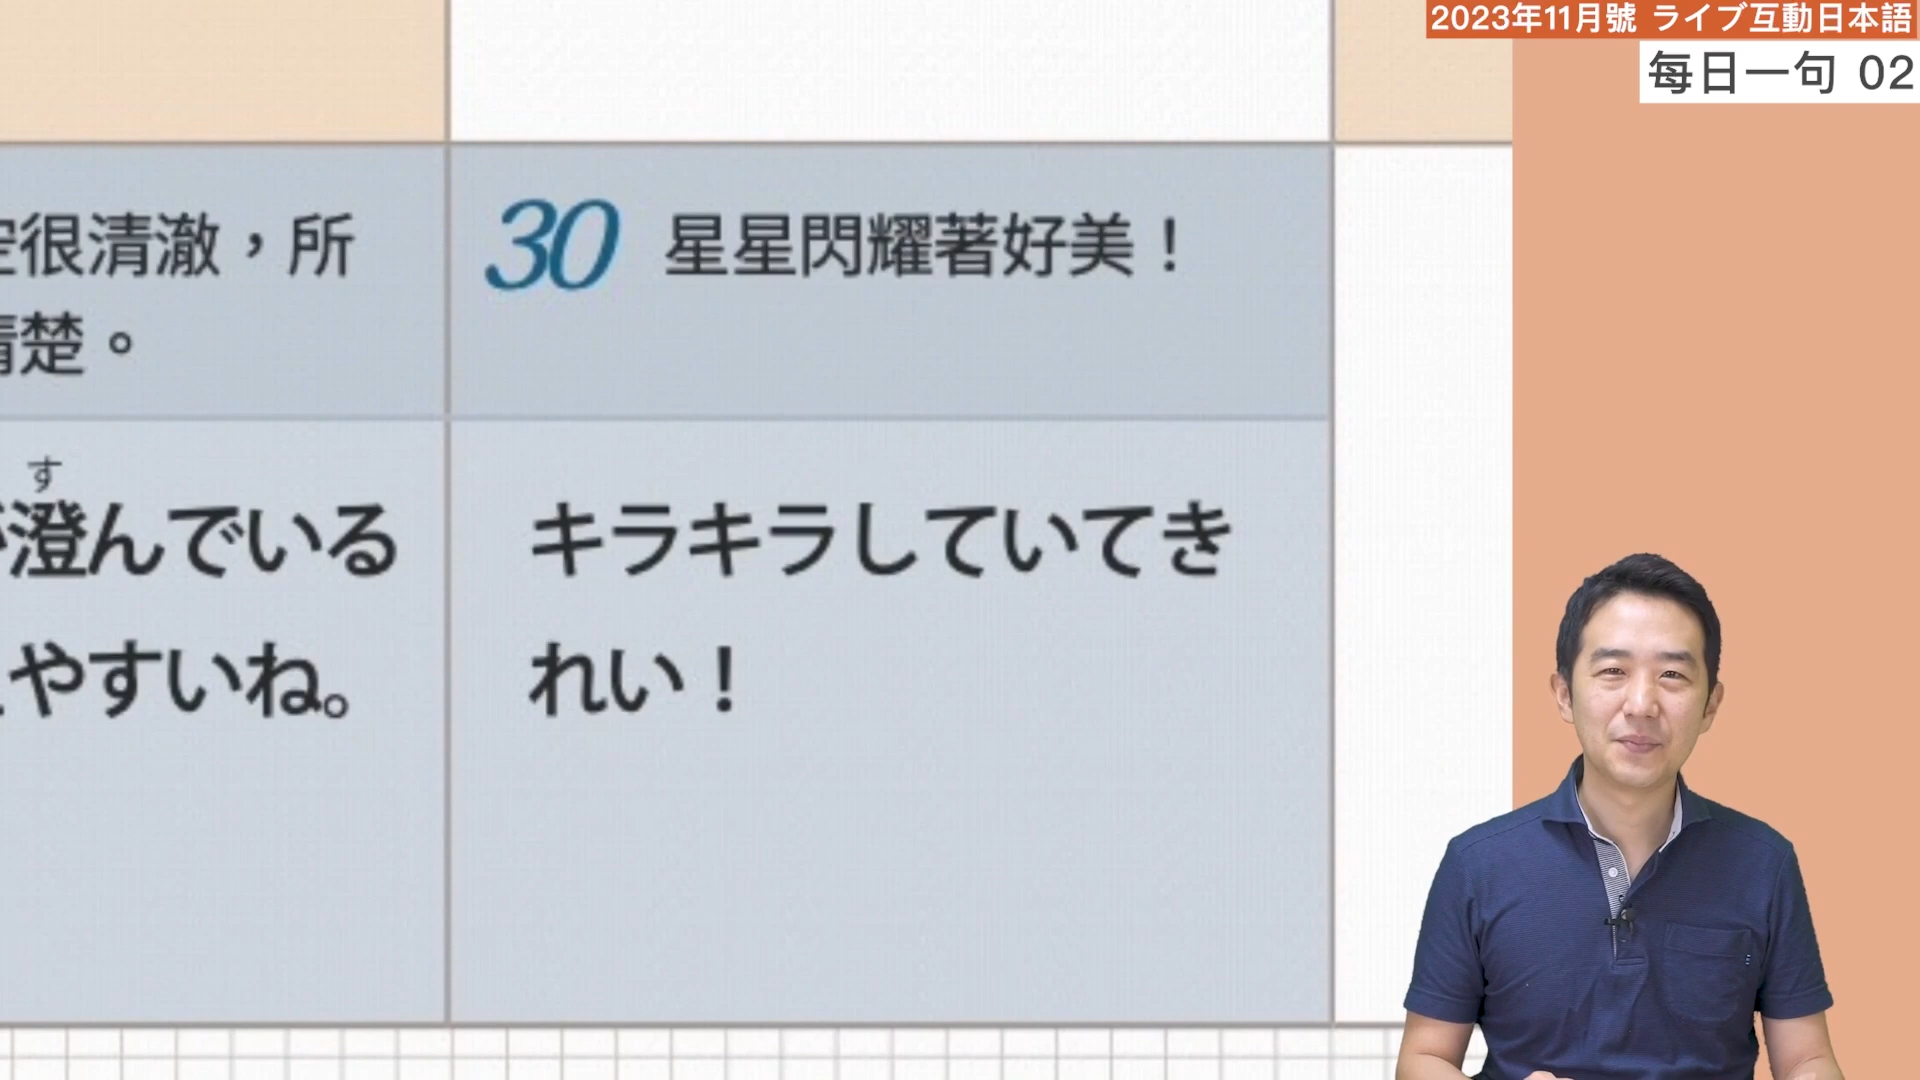 2023年11月號 ライブ互動日本語
每日一句 02
很清澈，所
清楚。
す
澄んでいる
やすいね。
30 星星閃耀著好美！
キラキラしていてき
れい！